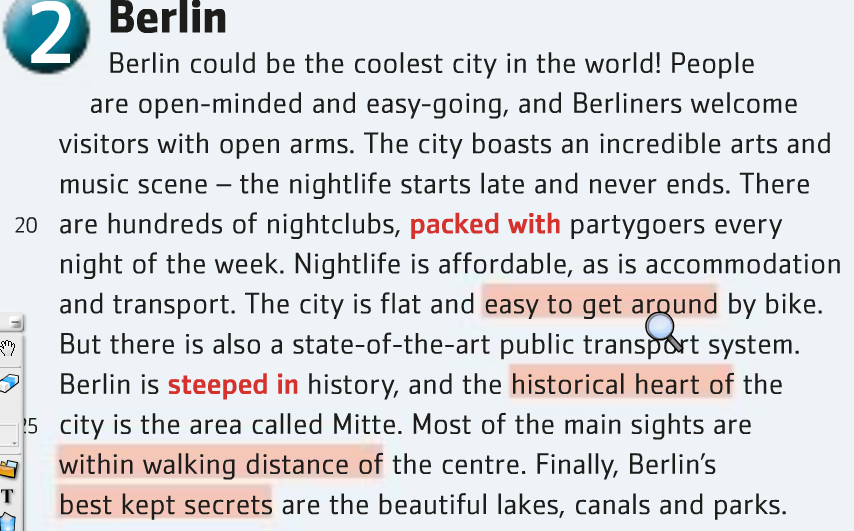 2 Berlin
Berlin could be the coolest city in the world! People
are open-minded and easy-going, and Berliners welcome
visitors with open arms. The city boasts an incredible arts and
music scene – the nightlife starts late and never ends. There
20 are hundreds of nightclubs, packed with partygoers every
night of the week. Nightlife is affordable, as is accommodation
and transport. The city is flat and easy to get around by bike.
But there is also a state-of-the-art public transport system.
Berlin is steeped in history, and the historical heart of the
25 city is the area called Mitte. Most of the main sights are
within walking distance of the centre. Finally, Berlin's
T
best kept secrets are the beautiful lakes, canals and parks.